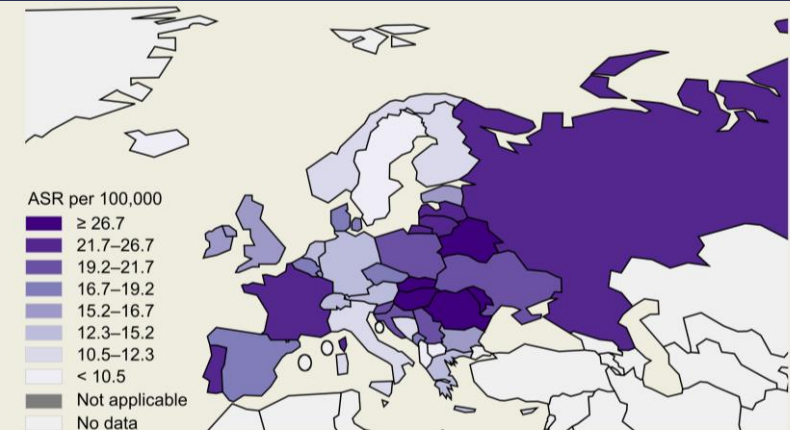 ASR per 100,000
≥ 26.7
21.7–26.7
19.2–21.7
16.7–19.2
15.2–16.7
12.3–15.2
10.5–12.3
< 10.5
Not applicable
No data